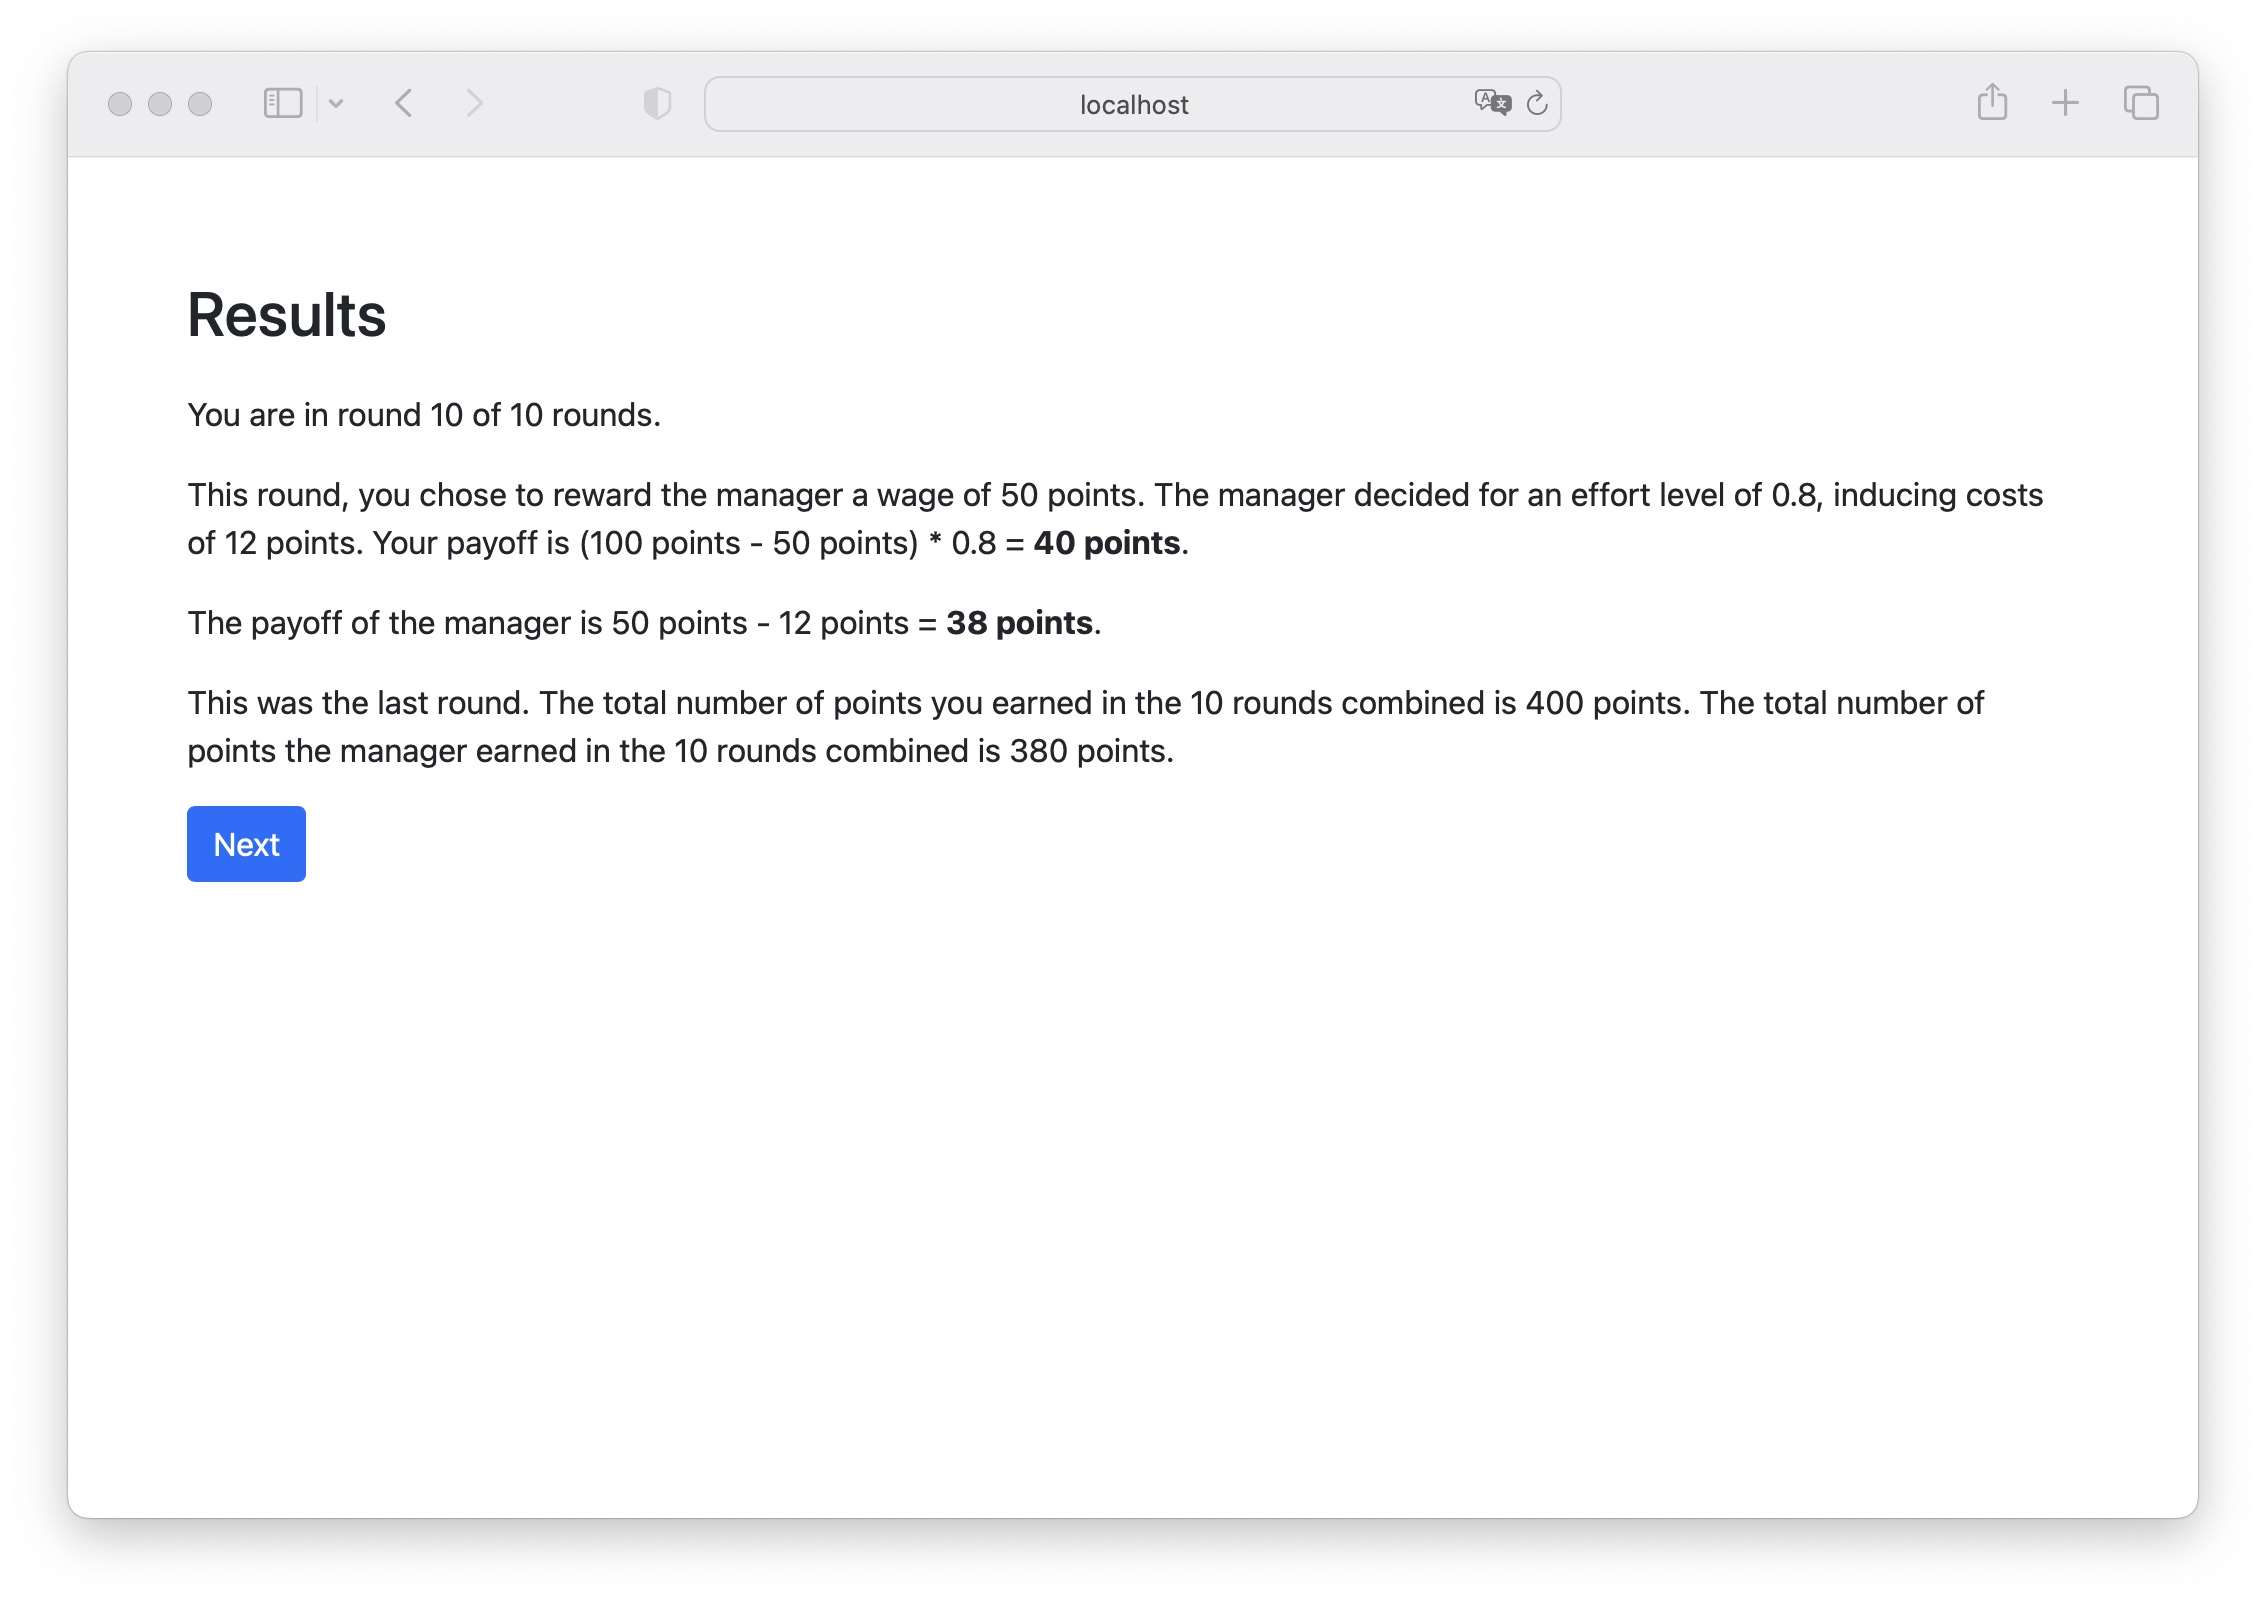 localhost
Results
You are in round 10 of 10 rounds.
This round, you chose to reward the manager a wage of 50 points. The manager decided for an effort level of 0.8, inducing costs
of 12 points. Your payoff is (100 points - 50 points) * 0.8 = 40 points.
The payoff of the manager is 50 points - 12 points = 38 points.
This was the last round. The total number of points you earned in the 10 rounds combined is 400 points. The total number of
points the manager earned in the 10 rounds combined is 380 points.
Next